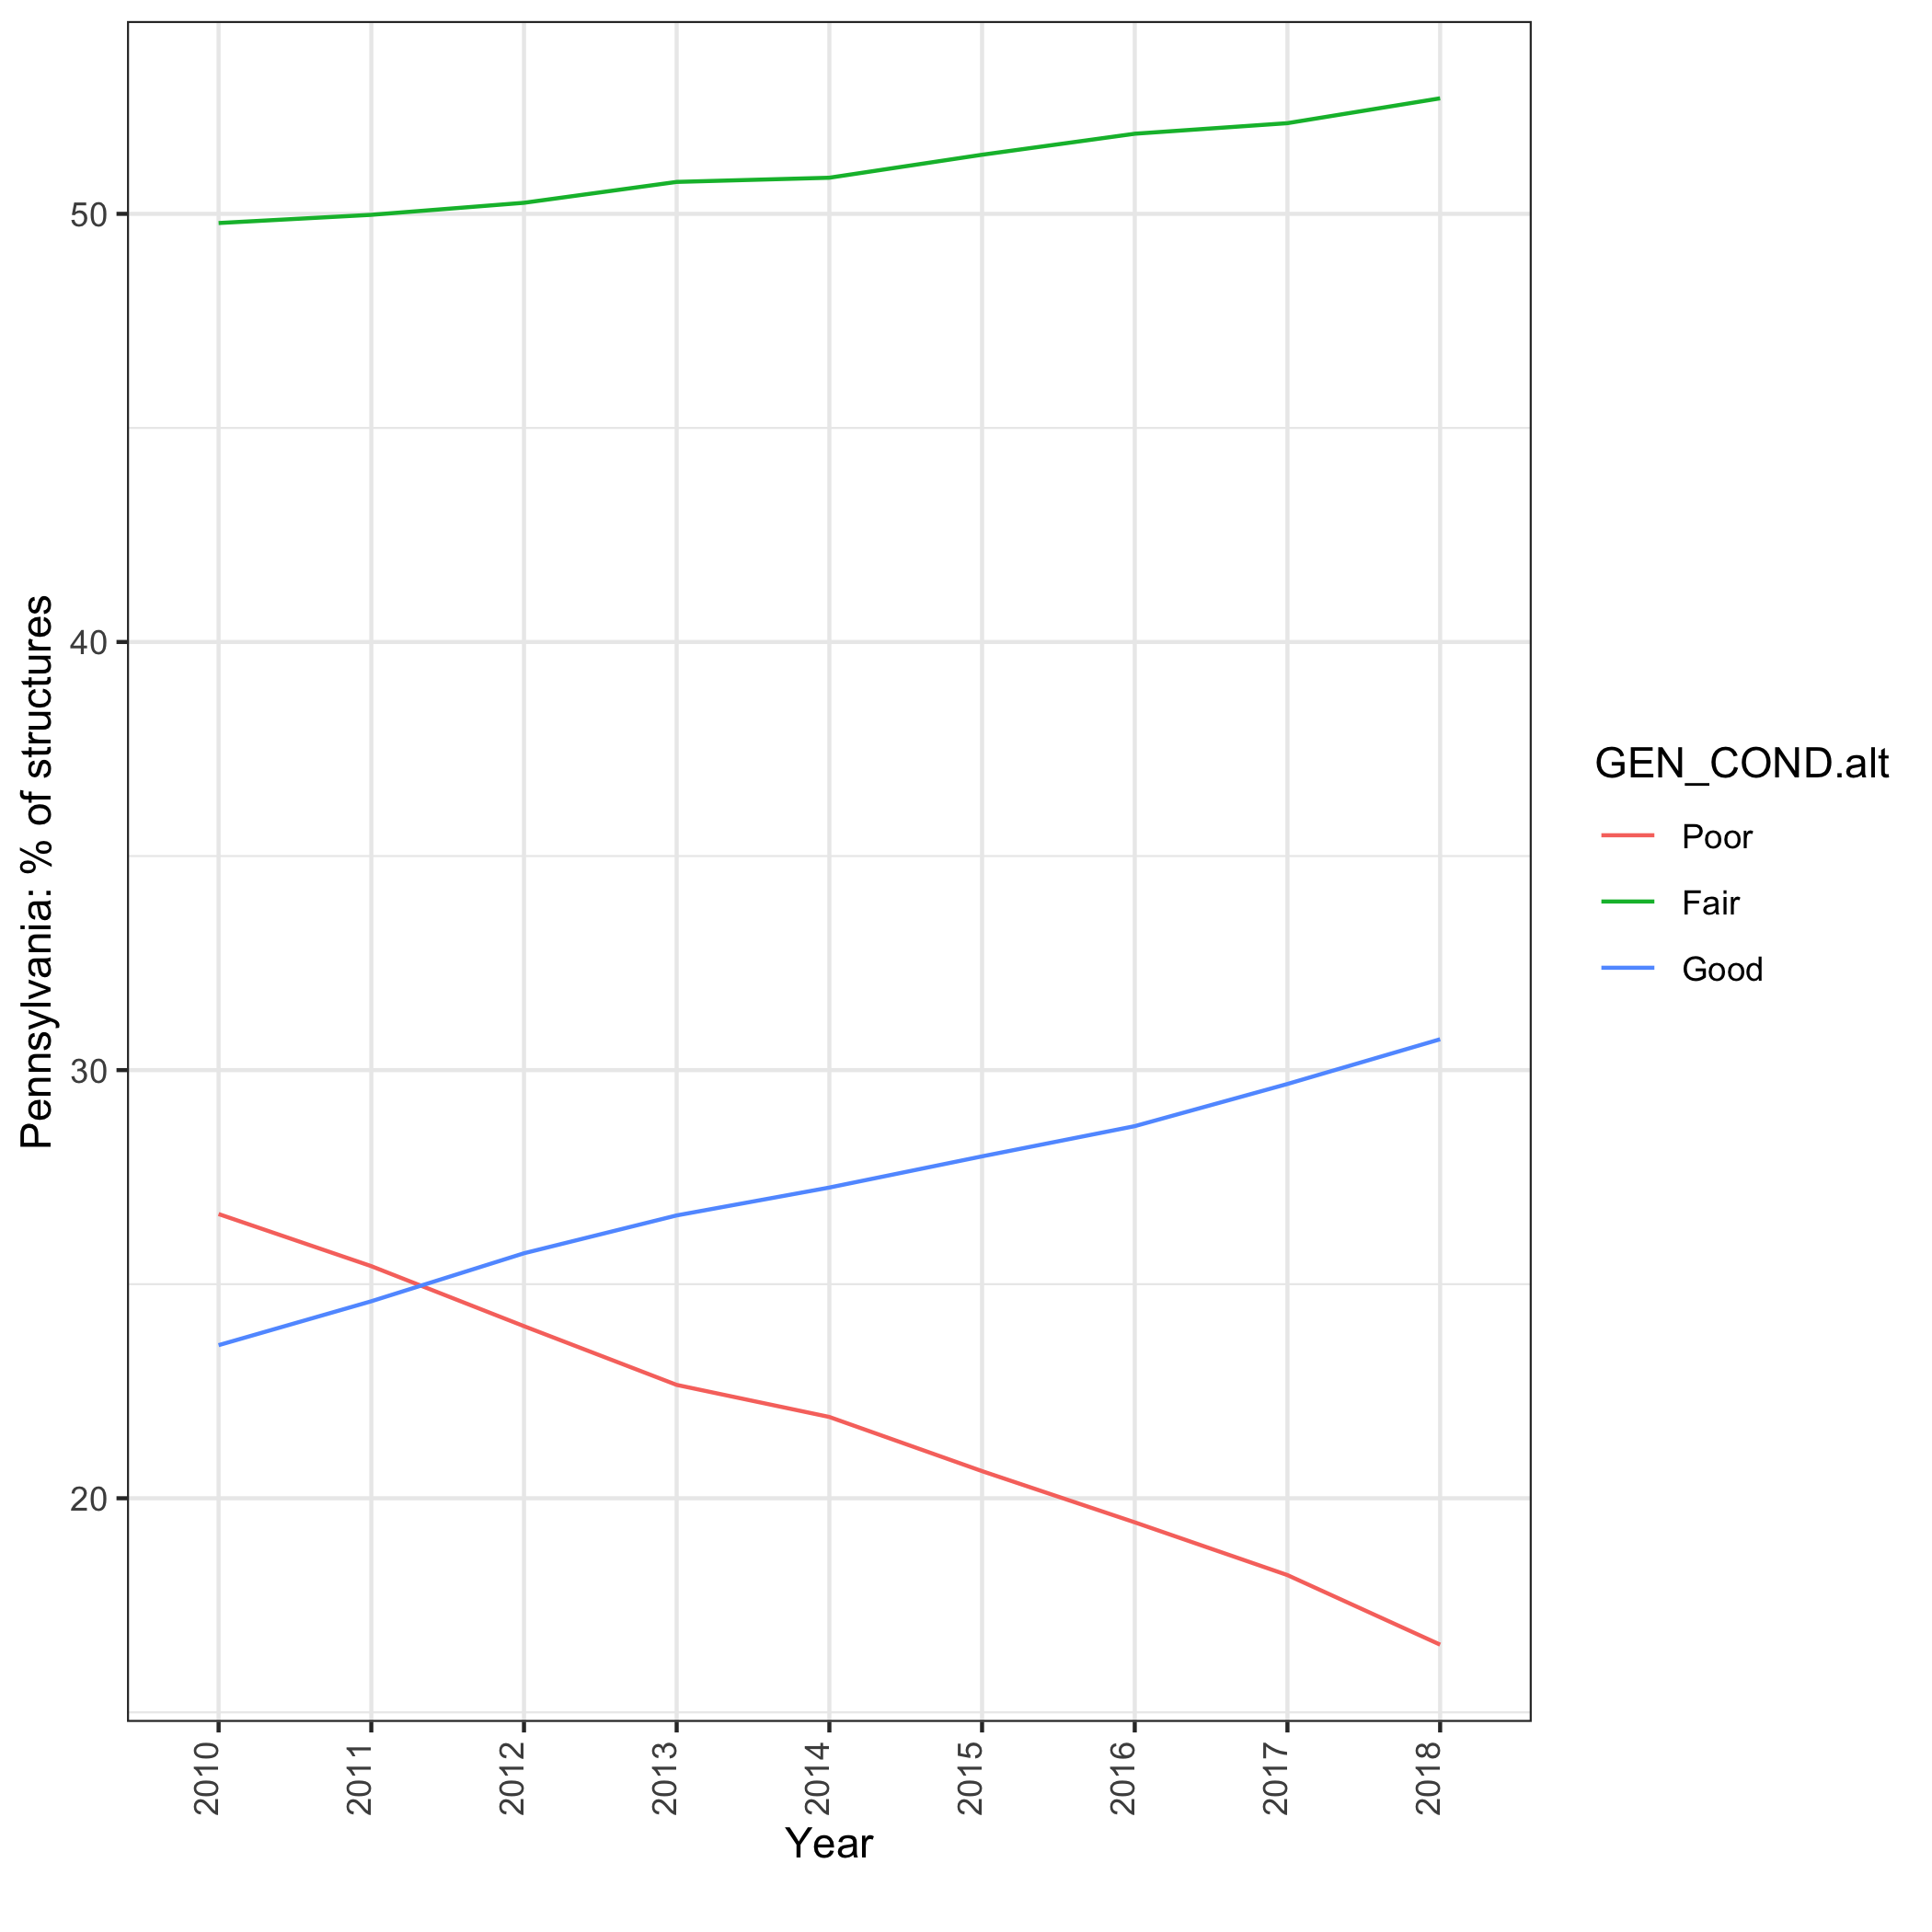 Pennsylvania: % of structures
50
40
30
20
2010
2011
2012
2013
2014
2015
2016
2017
2018
Year
GEN_COND.alt
Poor
Fair
Good